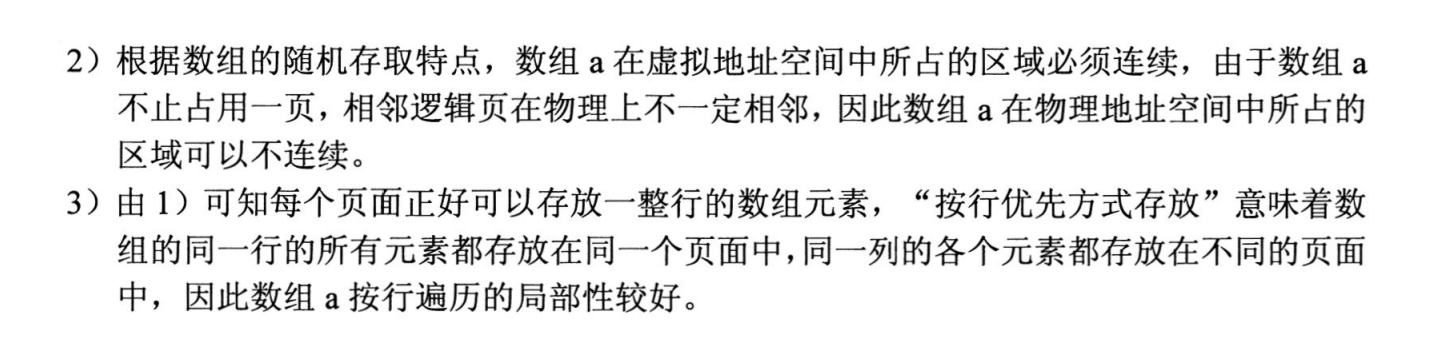 2）根据数组的随机存取特点，数组 a 在虚拟地址空间中所占的区域必须连续，由于数组 a
不止占用一页，相邻逻辑页在物理上不一定相邻，因此数组 a 在物理地址空间中所占的
区域可以不连续。
3）由 1）可知每个页面正好可以存放一整行的数组元素，“按行优先方式存放”意味着数
组的同一行的所有元素都存放在同一个页面中，同一列的各个元素都存放在不同的页面
中，因此数组 a 按行遍历的局部性较好。